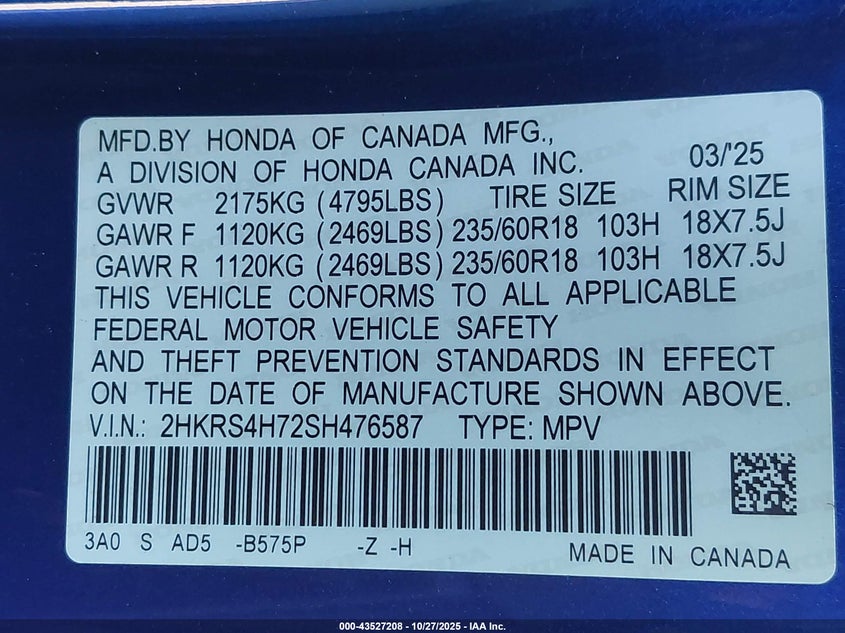 MFD.BY HONDA OF CANADA MFG.,
A DIVISION OF HONDA CANADA INC. 03/'25
GVWR 2175KG (4795LBS) TIRE SIZE RIM SIZE
GAWR F 1120KG (2469LBS) 235/60R18 103H 18X7.5J
GAWR R 1120KG (2469LBS) 235/60R18 103H 18X7.5J
THIS VEHICLE CONFORMS TO ALL APPLICABLE
FEDERAL MOTOR VEHICLE SAFETY
AND THEFT PREVENTION STANDARDS IN EFFECT
ON THE DATE OF MANUFACTURE SHOWN ABOVE.
V.I.N.: 2HKRS4H72SH476587 TYPE: MPV
3A0 S AD5 -B575P -Z -H
MADE IN CANADA
000-43527208 - 10/27/2025 - IAA Inc.